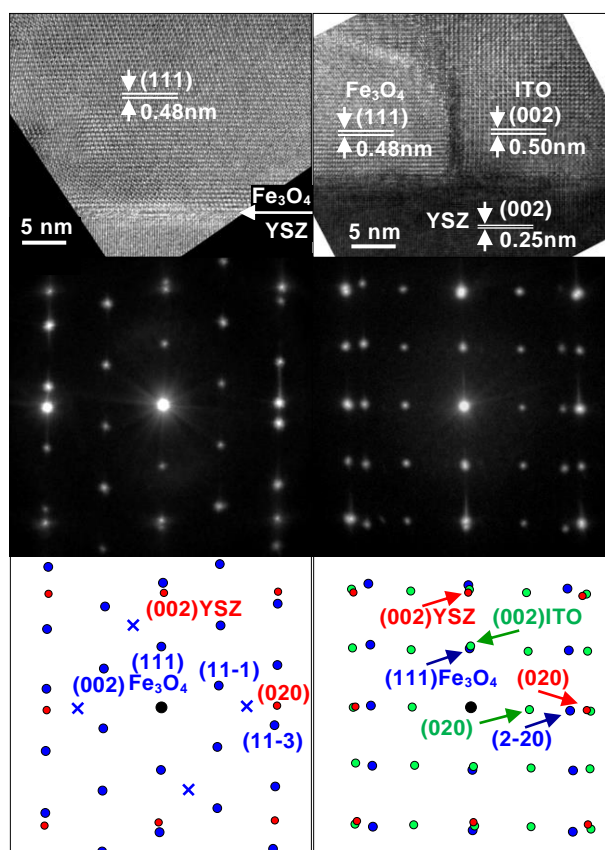 (111)
0.48nm
Fe₃O₄
YSZ
5 nm
Fe₃O₄
(111)
0.48nm
ITO
(002)
0.50nm
YSZ
(002)
0.25nm
5 nm
(002)YSZ
(111)
(002)
Fe₃O₄
(11-1)
(020)
(11-3)
(002)YSZ
(002)ITO
(111)Fe₃O₄
(020)
(020)
(2-20)